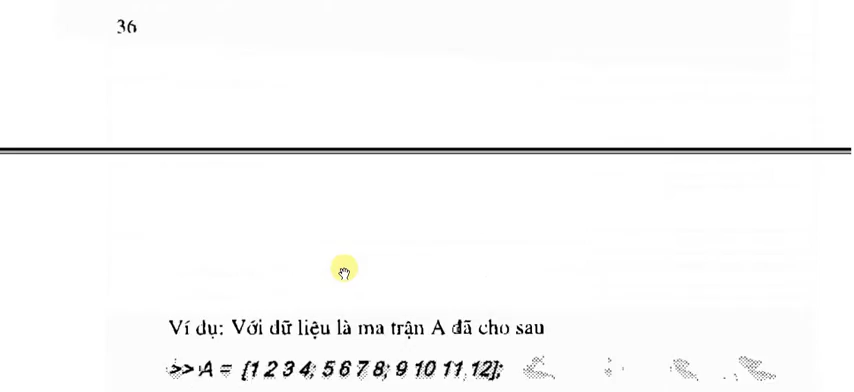 36
Ví dụ: Với dữ liệu là ma trận A đã cho sau
>> A = [1 2 3 4; 5 6 7 8; 9 10 11 12];